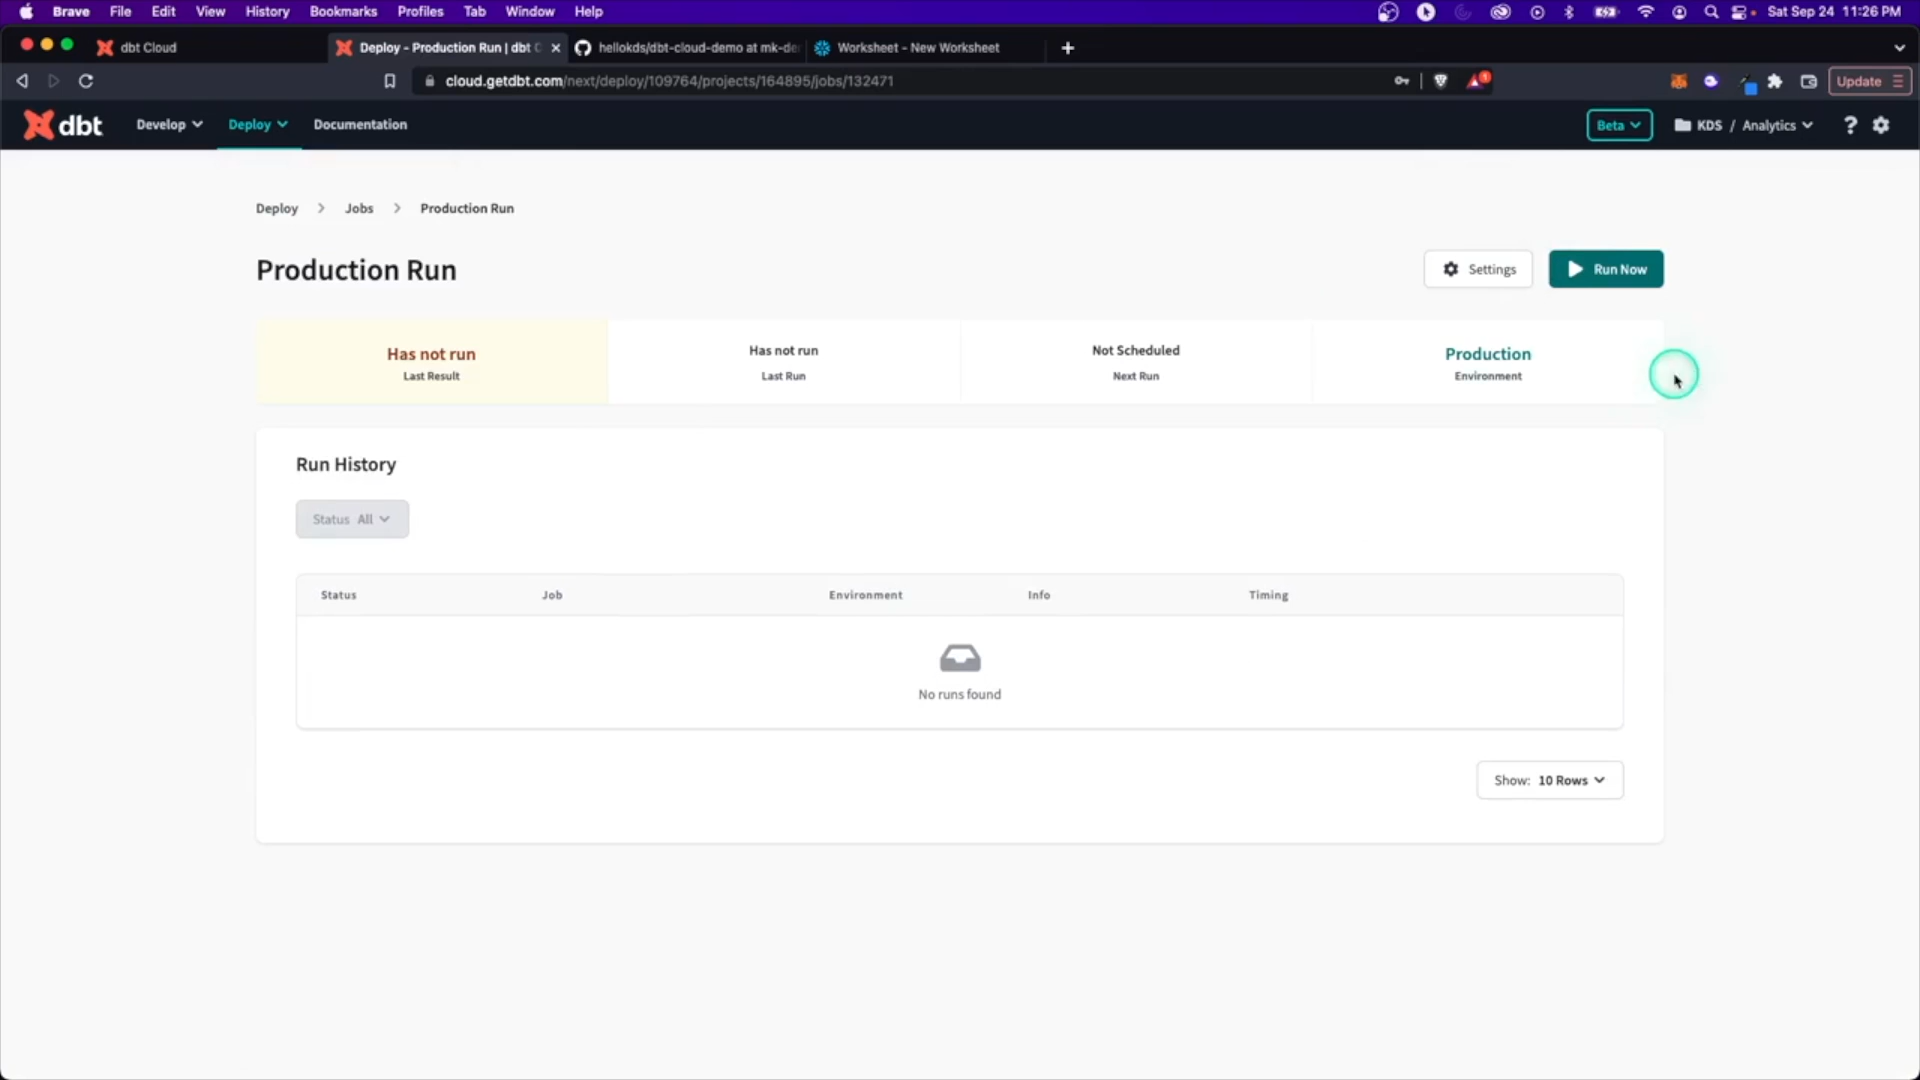 Brave File Edit View History Bookmarks Profiles Tab Window Help Sat Sep 24 11:26 PM
dbt Cloud Deploy - Production Run | dbt C hellokds/dbt-cloud-demo at mk-de Worksheet - New Worksheet
cloud.getdbt.com/next/deploy/109764/projects/164895/jobs/132471 1 Update
dbt Develop Deploy Documentation Beta KDS / Analytics ?
Deploy > Jobs > Production Run
Production Run Settings Run Now
Has not run Has not run Not Scheduled Production
Last Result Last Run Next Run Environment
Run History
Status All
Status Job Environment Info Timing
No runs found
Show: 10 Rows